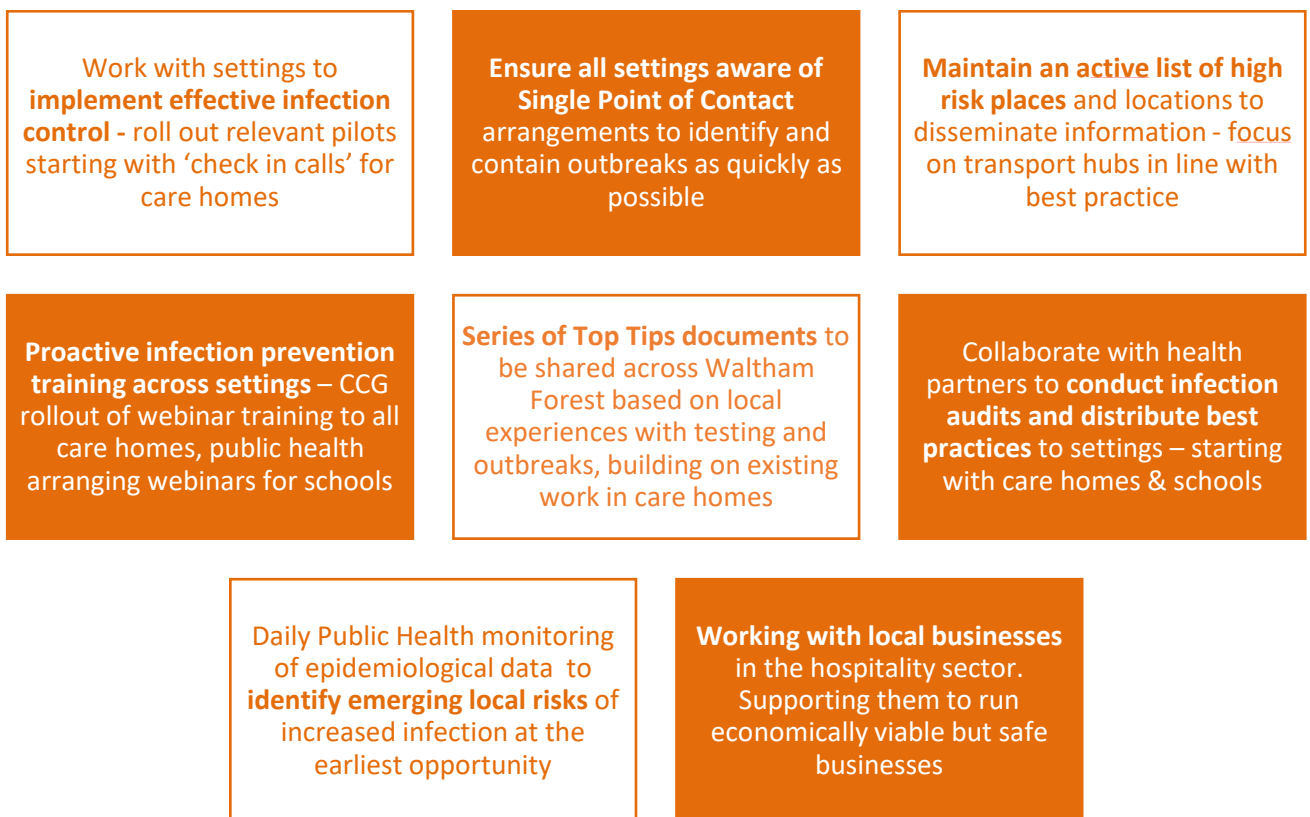 Work with settings to
implement effective infection
control - roll out relevant pilots
starting with ‘check in calls’ for
care homes
Ensure all settings aware of
Single Point of Contact
arrangements to identify and
contain outbreaks as quickly as
possible
Maintain an active list of high
risk places and locations to
disseminate information - focus
on transport hubs in line with
best practice
Proactive infection prevention
training across settings – CCG
rollout of webinar training to all
care homes, public health
arranging webinars for schools
Series of Top Tips documents to
be shared across Waltham
Forest based on local
experiences with testing and
outbreaks, building on existing
work in care homes
Collaborate with health
partners to conduct infection
audits and distribute best
practices to settings – starting
with care homes & schools
Daily Public Health monitoring
of epidemiological data  to
identify emerging local risks of
increased infection at the
earliest opportunity
Working with local businesses
in the hospitality sector.
Supporting them to run
economically viable but safe
businesses